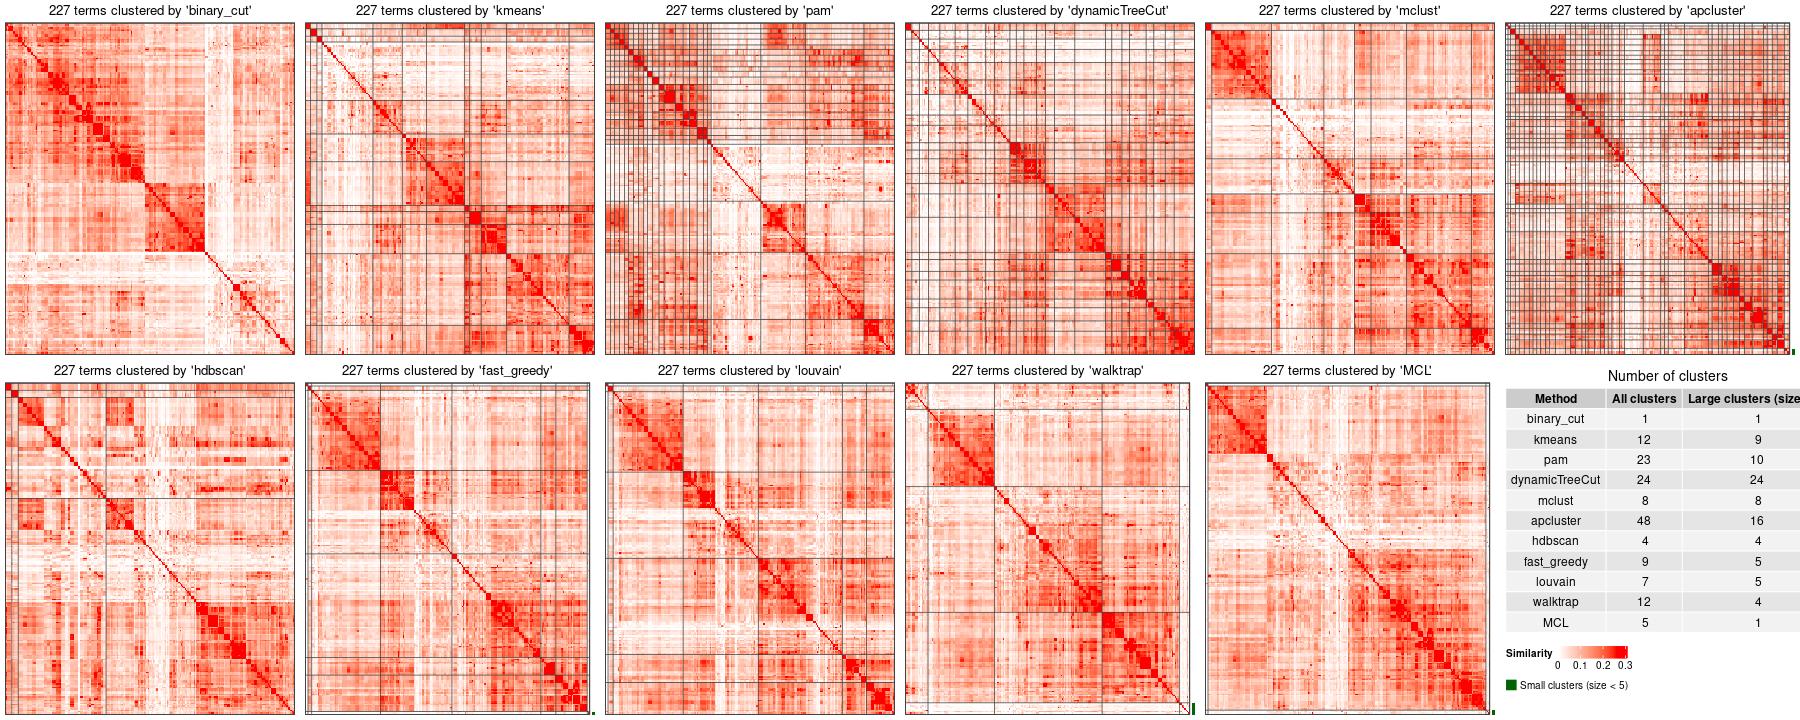 227 terms clustered by 'binary_cut'
227 terms clustered by 'kmeans'
227 terms clustered by 'pam'
227 terms clustered by 'dynamicTreeCut'
227 terms clustered by 'mclust'
227 terms clustered by 'apcluster'
227 terms clustered by 'hdbscan'
227 terms clustered by 'fast_greedy'
227 terms clustered by 'louvain'
227 terms clustered by 'walktrap'
227 terms clustered by 'MCL'
Number of clusters
Method All clusters Large clusters (size
binary_cut 1 1
kmeans 12 9
pam 23 10
dynamicTreeCut 24 24
mclust 8 8
apcluster 48 16
hdbscan 4 4
fast_greedy 9 5
louvain 7 5
walktrap 12 4
MCL 5 1
Similarity
0 0.1 0.2 0.3
Small clusters (size < 5)